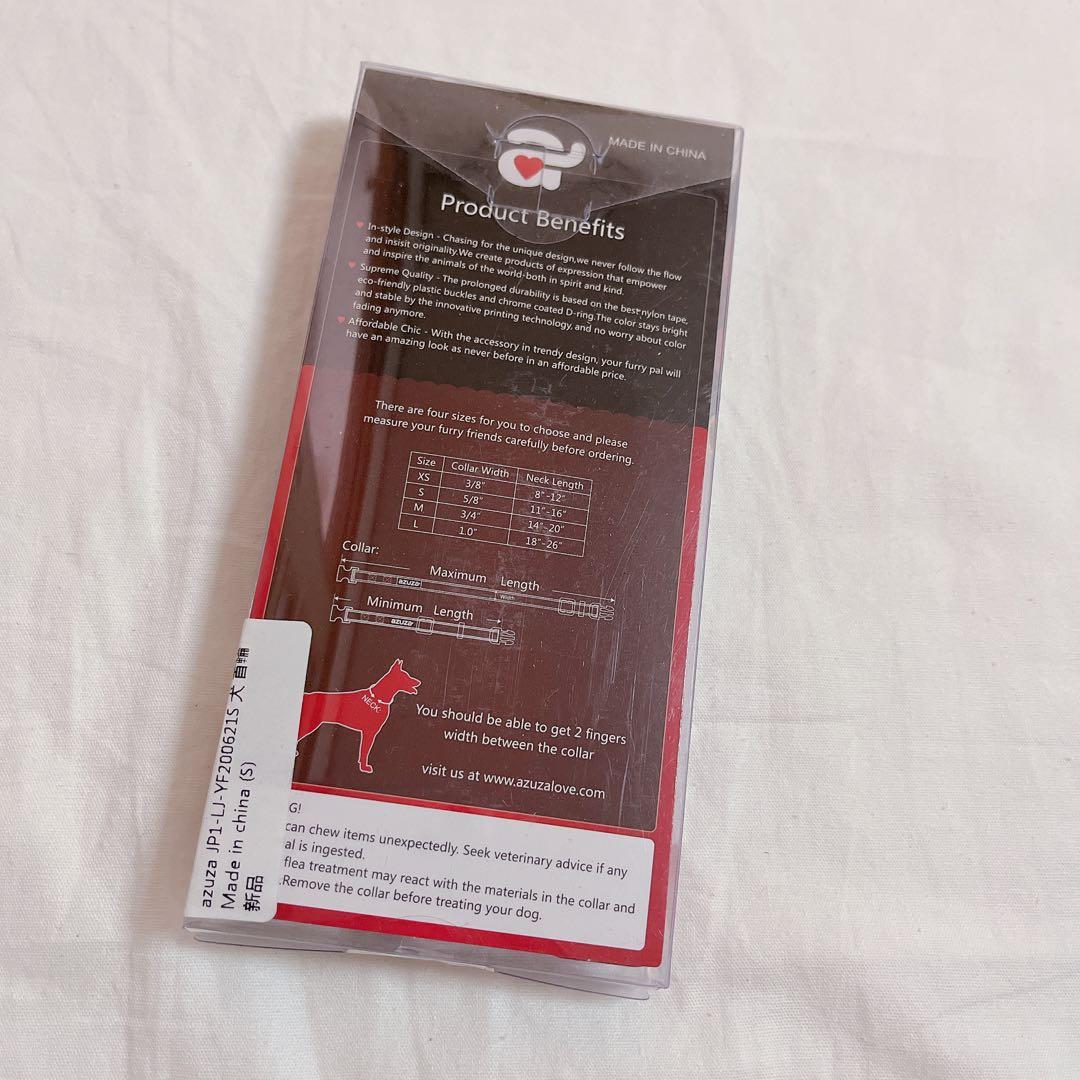 MADE IN CHINA
Product Benefits
In-style Design - Chasing for the unique design,we never follow the flow
and insisit originality.We create products of expression that empower
and inspire the animals of the world-both in spirit and kind.
Supreme Quality - The prolonged durability is based on the best nylon tape,
eco-friendly plastic buckles and chrome coated D-ring.The color stays bright
and stable by the innovative printing technology, and no worry about color
fading anymore.
Affordable Chic - With the accessory in trendy design, your furry pal will
have an amazing look as never before in an affordable price.
There are four sizes for you to choose and please
measure your furry friends carefully before ordering.
Size Collar Width Neck Length
XS 3/8" 8"-12"
S 5/8" 11"-16"
M 3/4" 14"-20"
L 1.0" 18"-26"
Collar:
Maximum Length
azuza
Width
Minimum Length
azuza
NECK
You should be able to get 2 fingers
width between the collar
visit us at www.azuzalove.com
G!
can chew items unexpectedly. Seek veterinary advice if any
al is ingested.
flea treatment may react with the materials in the collar and
.Remove the collar before treating your dog.
azuza JP1-LJ-YF200621S 犬 首輪
Made in china (S)
新品